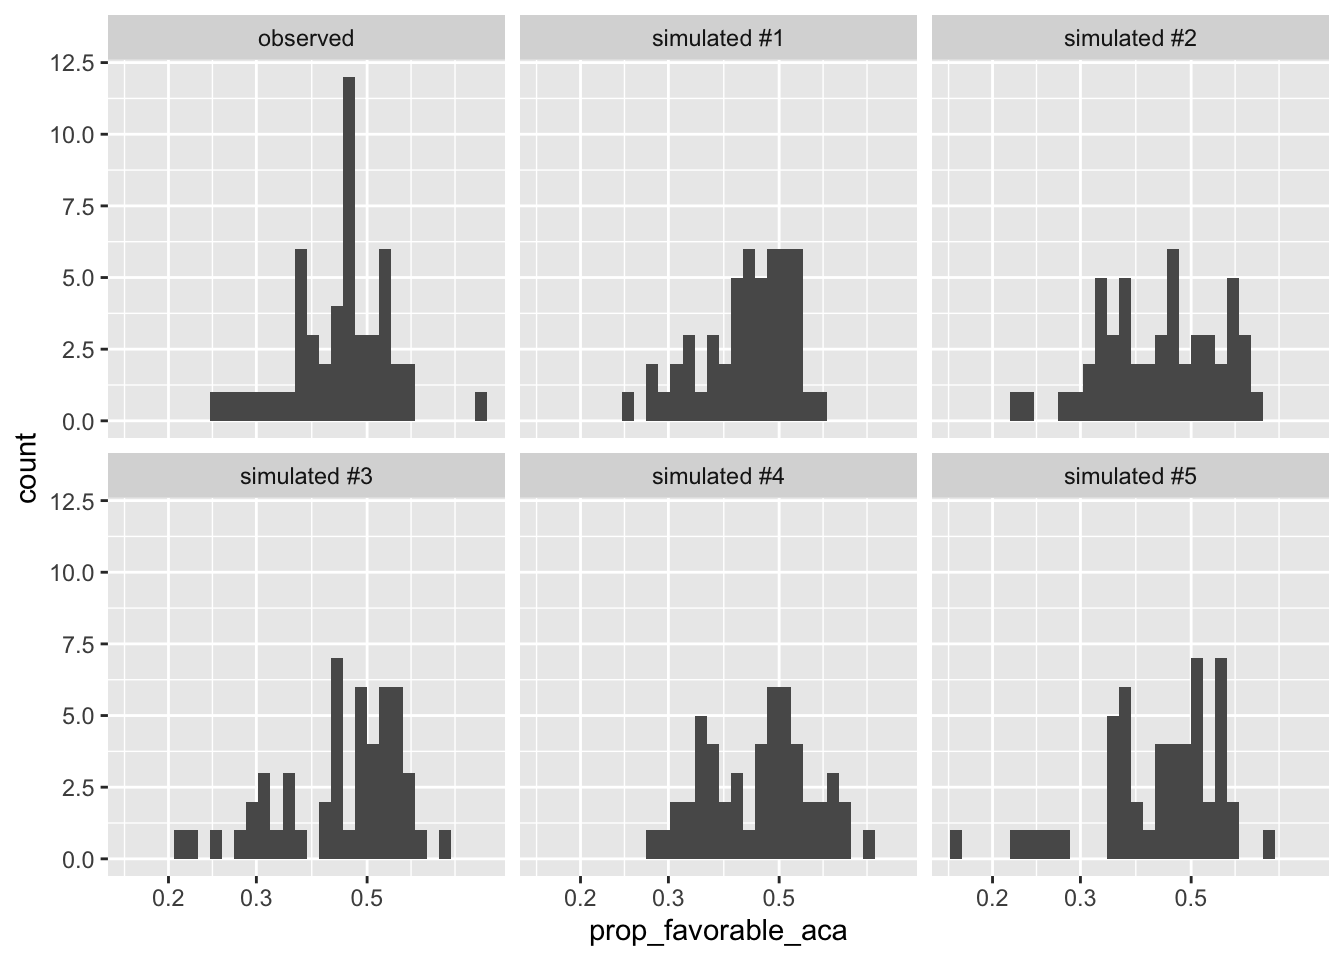 observed
simulated #1
simulated #2
12.5
10.0
7.5
5.0
2.5
0.0
count
simulated #3
simulated #4
simulated #5
12.5
10.0
7.5
5.0
2.5
0.0
0.2 0.3 0.5
0.2 0.3 0.5
0.2 0.3 0.5
prop_favorable_aca